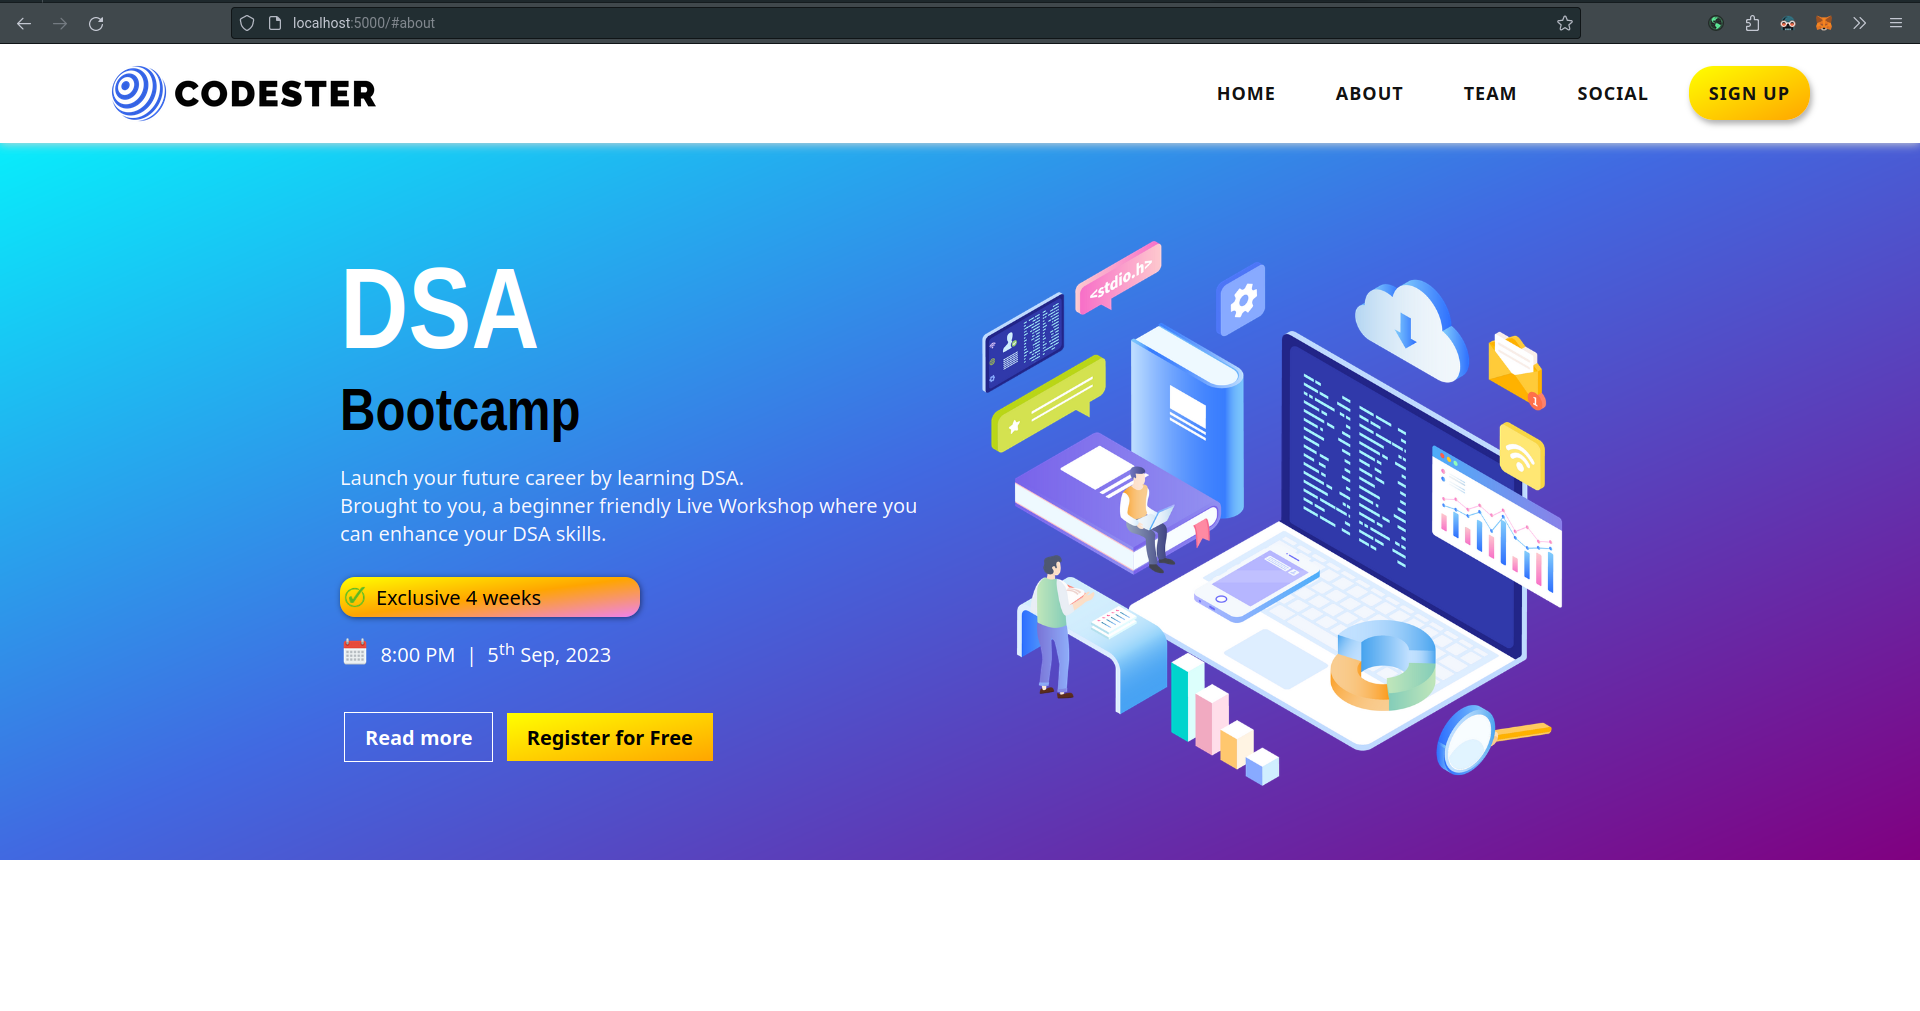 localhost:5000/#about
CODESTER
HOME
ABOUT
TEAM
SOCIAL
SIGN UP
DSA
Bootcamp
Launch your future career by learning DSA.
Brought to you, a beginner friendly Live Workshop where you
can enhance your DSA skills.
Exclusive 4 weeks
8:00 PM | 5th Sep, 2023
Read more
Register for Free
<stdio.h>
1